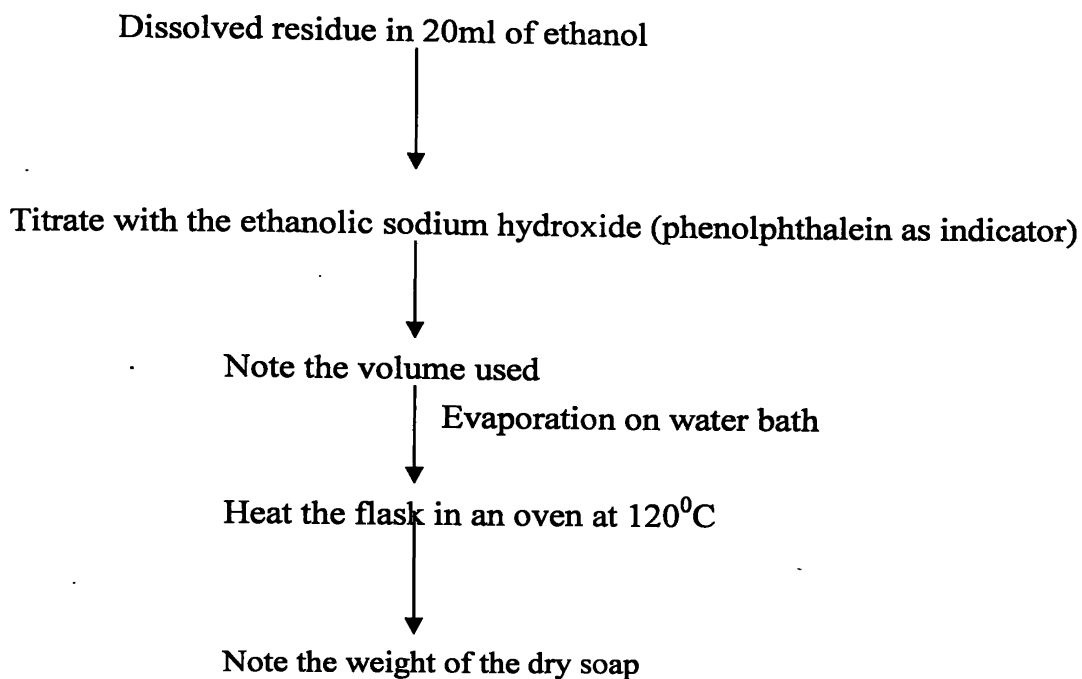 Dissolved residue in 20ml of ethanol
Titrate with the ethanolic sodium hydroxide (phenolphthalein as indicator)
Note the volume used
Evaporation on water bath
Heat the flask in an oven at 120⁰C
Note the weight of the dry soap